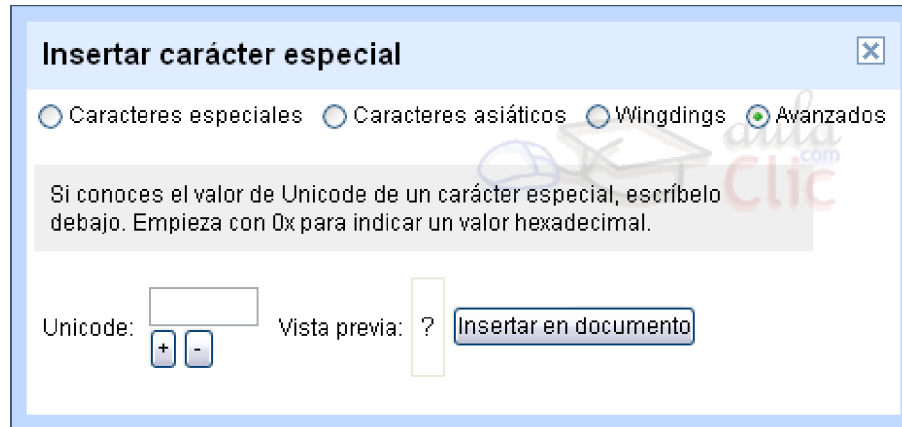 Insertar carácter especial
Caracteres especiales Caracteres asiáticos Wingdings Avanzados
aula
.com
Clic
Si conoces el valor de Unicode de un carácter especial, escríbelo
debajo. Empieza con 0x para indicar un valor hexadecimal.
Unicode: Vista previa: ? Insertar en documento
+ -